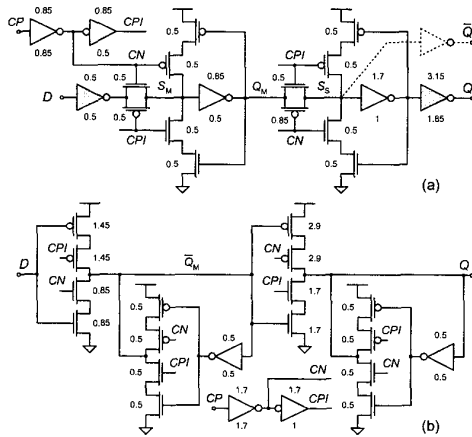 0.85 0.85
CP CPI
0.85 0.5
CN
0.5 0.5
0.5 0.5 0.85 0.5 0.5 1.7 3.15 Q̅
D S_M Q_M S_S Q
0.5 0.5 0.5 0.85 0.5 1 1.85
CPI CN
0.5 0.5
0.5 0.5
(a)
1.45 2.9
CPI 1.45 CN 2.9
D Q̅_M Q
CN 0.85 CPI 1.7
0.85 1.7
0.5 0.5
0.5 CN 0.5 CPI
0.5 CPI 0.5 0.5 CN 0.5
0.5 0.5
CN
CP 1.7 1.7 CPI
1.7 1
(b)